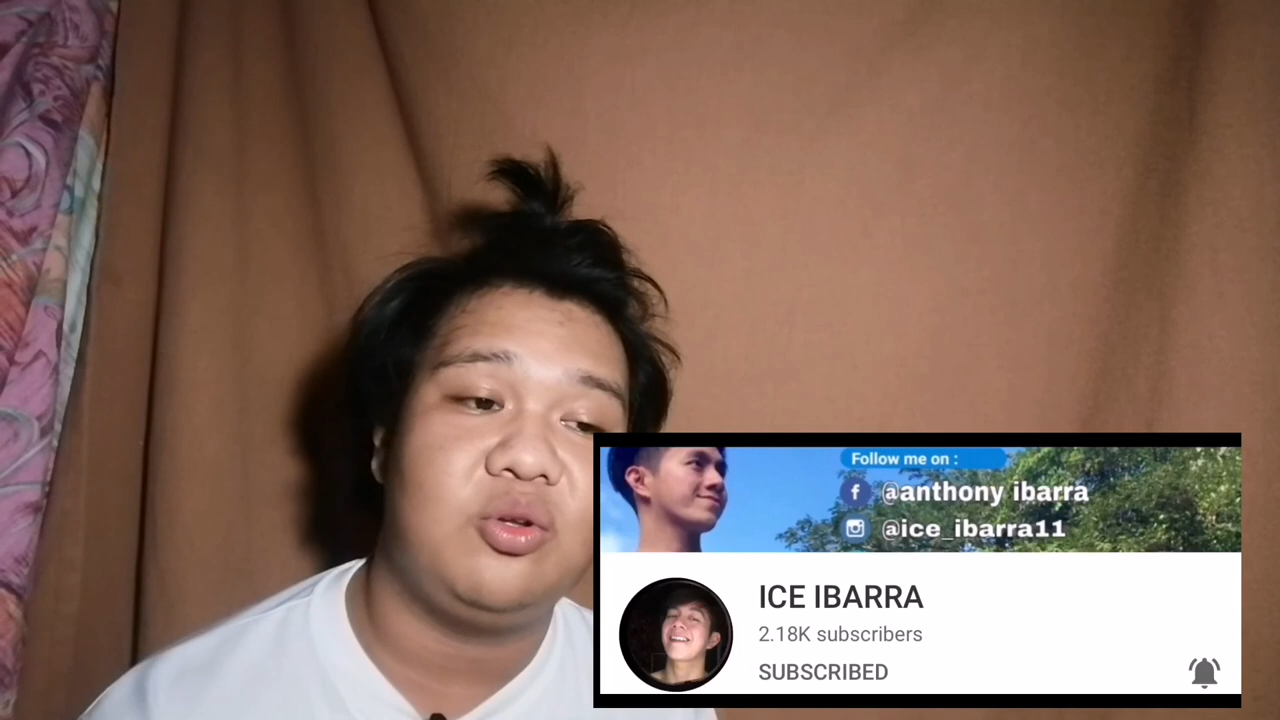 Follow me on :
@anthony ibarra
@ice_ibarra11
ICE IBARRA
2.18K subscribers
SUBSCRIBED